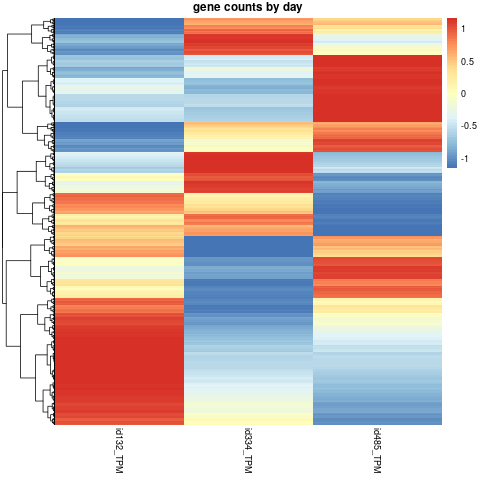 gene counts by day
1
0.5
0
-0.5
-1
id132_TPM
id334_TPM
id485_TPM